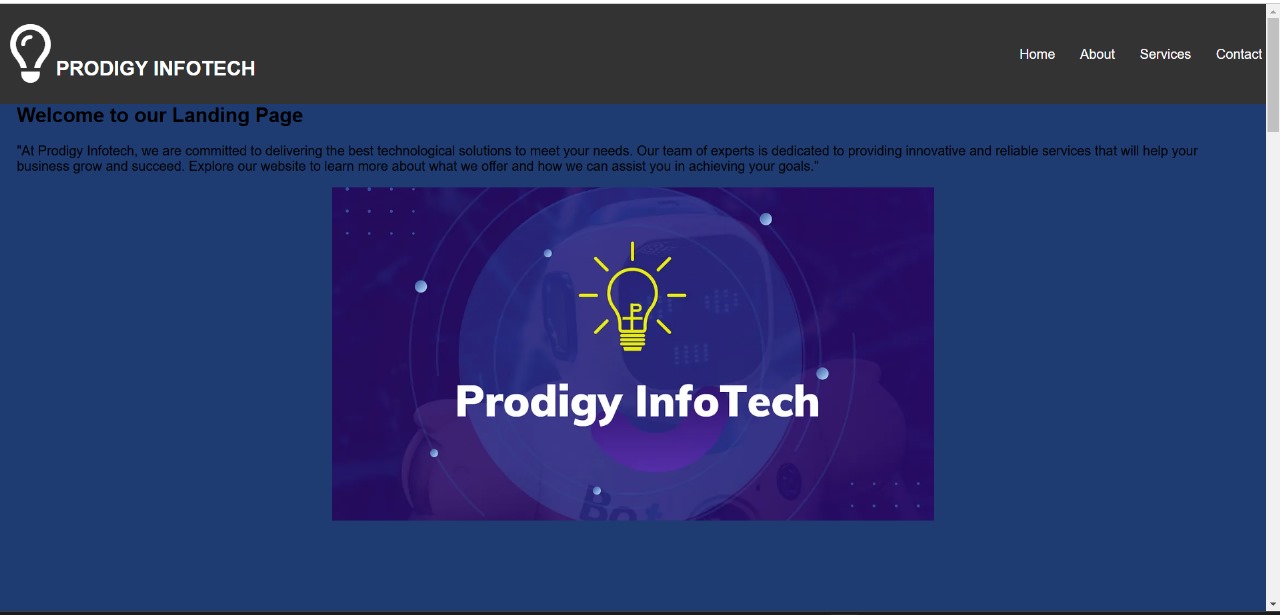 PRODIGY INFOTECH
Home About Services Contact
Welcome to our Landing Page
"At Prodigy Infotech, we are committed to delivering the best technological solutions to meet your needs. Our team of experts is dedicated to providing innovative and reliable services that will help your
business grow and succeed. Explore our website to learn more about what we offer and how we can assist you in achieving your goals."
P
Prodigy InfoTech
Bot